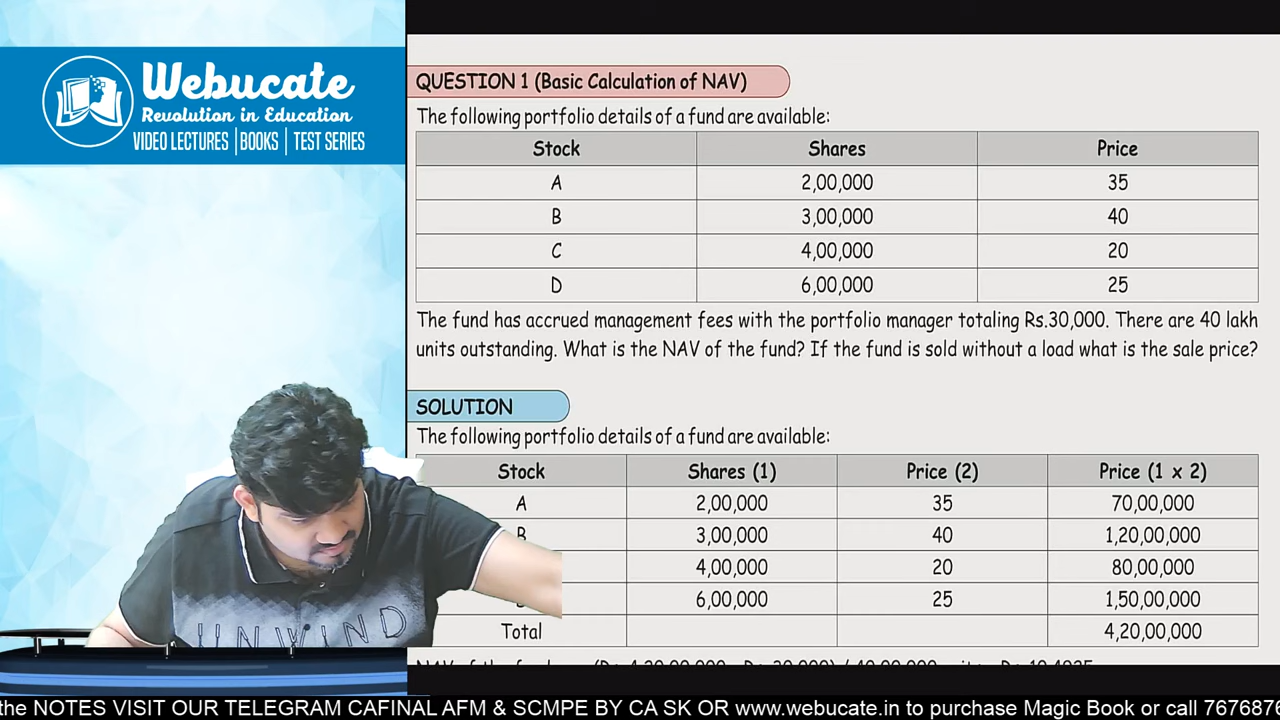 Webucate
Revolution in Education
VIDEO LECTURES | BOOKS | TEST SERIES
QUESTION 1 (Basic Calculation of NAV)
The following portfolio details of a fund are available:
Stock Shares Price
A 2,00,000 35
B 3,00,000 40
C 4,00,000 20
D 6,00,000 25
The fund has accrued management fees with the portfolio manager totaling Rs.30,000. There are 40 lakh
units outstanding. What is the NAV of the fund? If the fund is sold without a load what is the sale price?
SOLUTION
The following portfolio details of a fund are available:
Stock Shares (1) Price (2) Price (1 x 2)
A 2,00,000 35 70,00,000
B 3,00,000 40 1,20,00,000
4,00,000 20 80,00,000
6,00,000 25 1,50,00,000
Total 4,20,00,000
UNWIND
the NOTES VISIT OUR TELEGRAM CAFINAL AFM & SCMPE BY CA SK OR www.webucate.in to purchase Magic Book or call 7676876